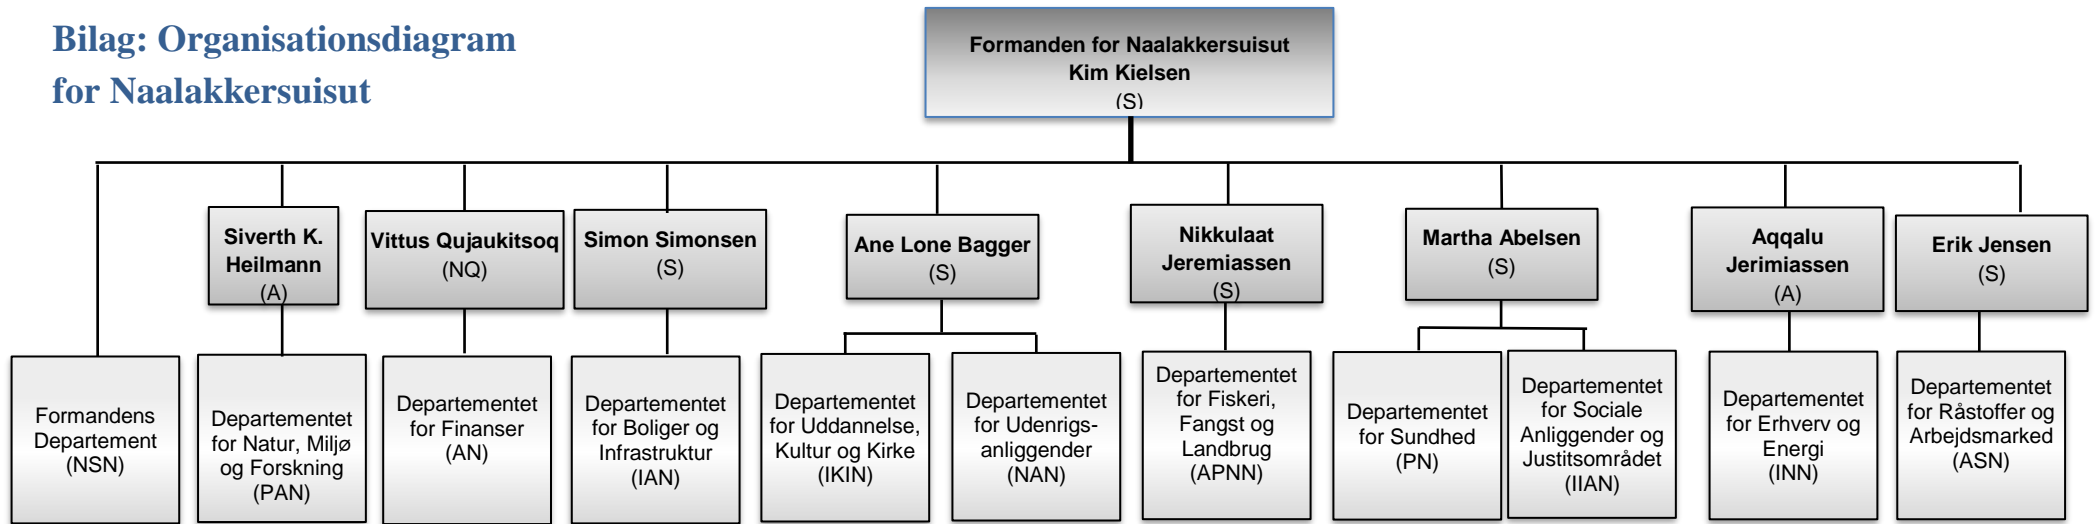 Bilag: Organisationsdiagram
for Naalakkersuisut
Formanden for Naalakkersuisut
Kim Kielsen
(S)
Siverth K.
Heilmann
(A)
Vittus Qujaukitsoq
(NQ)
Simon Simonsen
(S)
Ane Lone Bagger
(S)
Nikkulaat
Jeremiassen
(S)
Martha Abelsen
(S)
Aqqalu
Jerimiassen
(A)
Erik Jensen
(S)
Formandens
Departement
(NSN)
Departementet
for Natur, Miljø
og Forskning
(PAN)
Departementet
for Finanser
(AN)
Departementet
for Boliger og
Infrastruktur
(IAN)
Departementet
for Uddannelse,
Kultur og Kirke
(IKIN)
Departementet
for Udenrigs-
anliggender
(NAN)
Departementet
for Fiskeri,
Fangst og
Landbrug
(APNN)
Departementet
for Sundhed
(PN)
Departementet
for Sociale
Anliggender og
Justitsområdet
(IIAN)
Departementet
for Erhverv og
Energi
(INN)
Departementet
for Råstoffer og
Arbejdsmarked
(ASN)